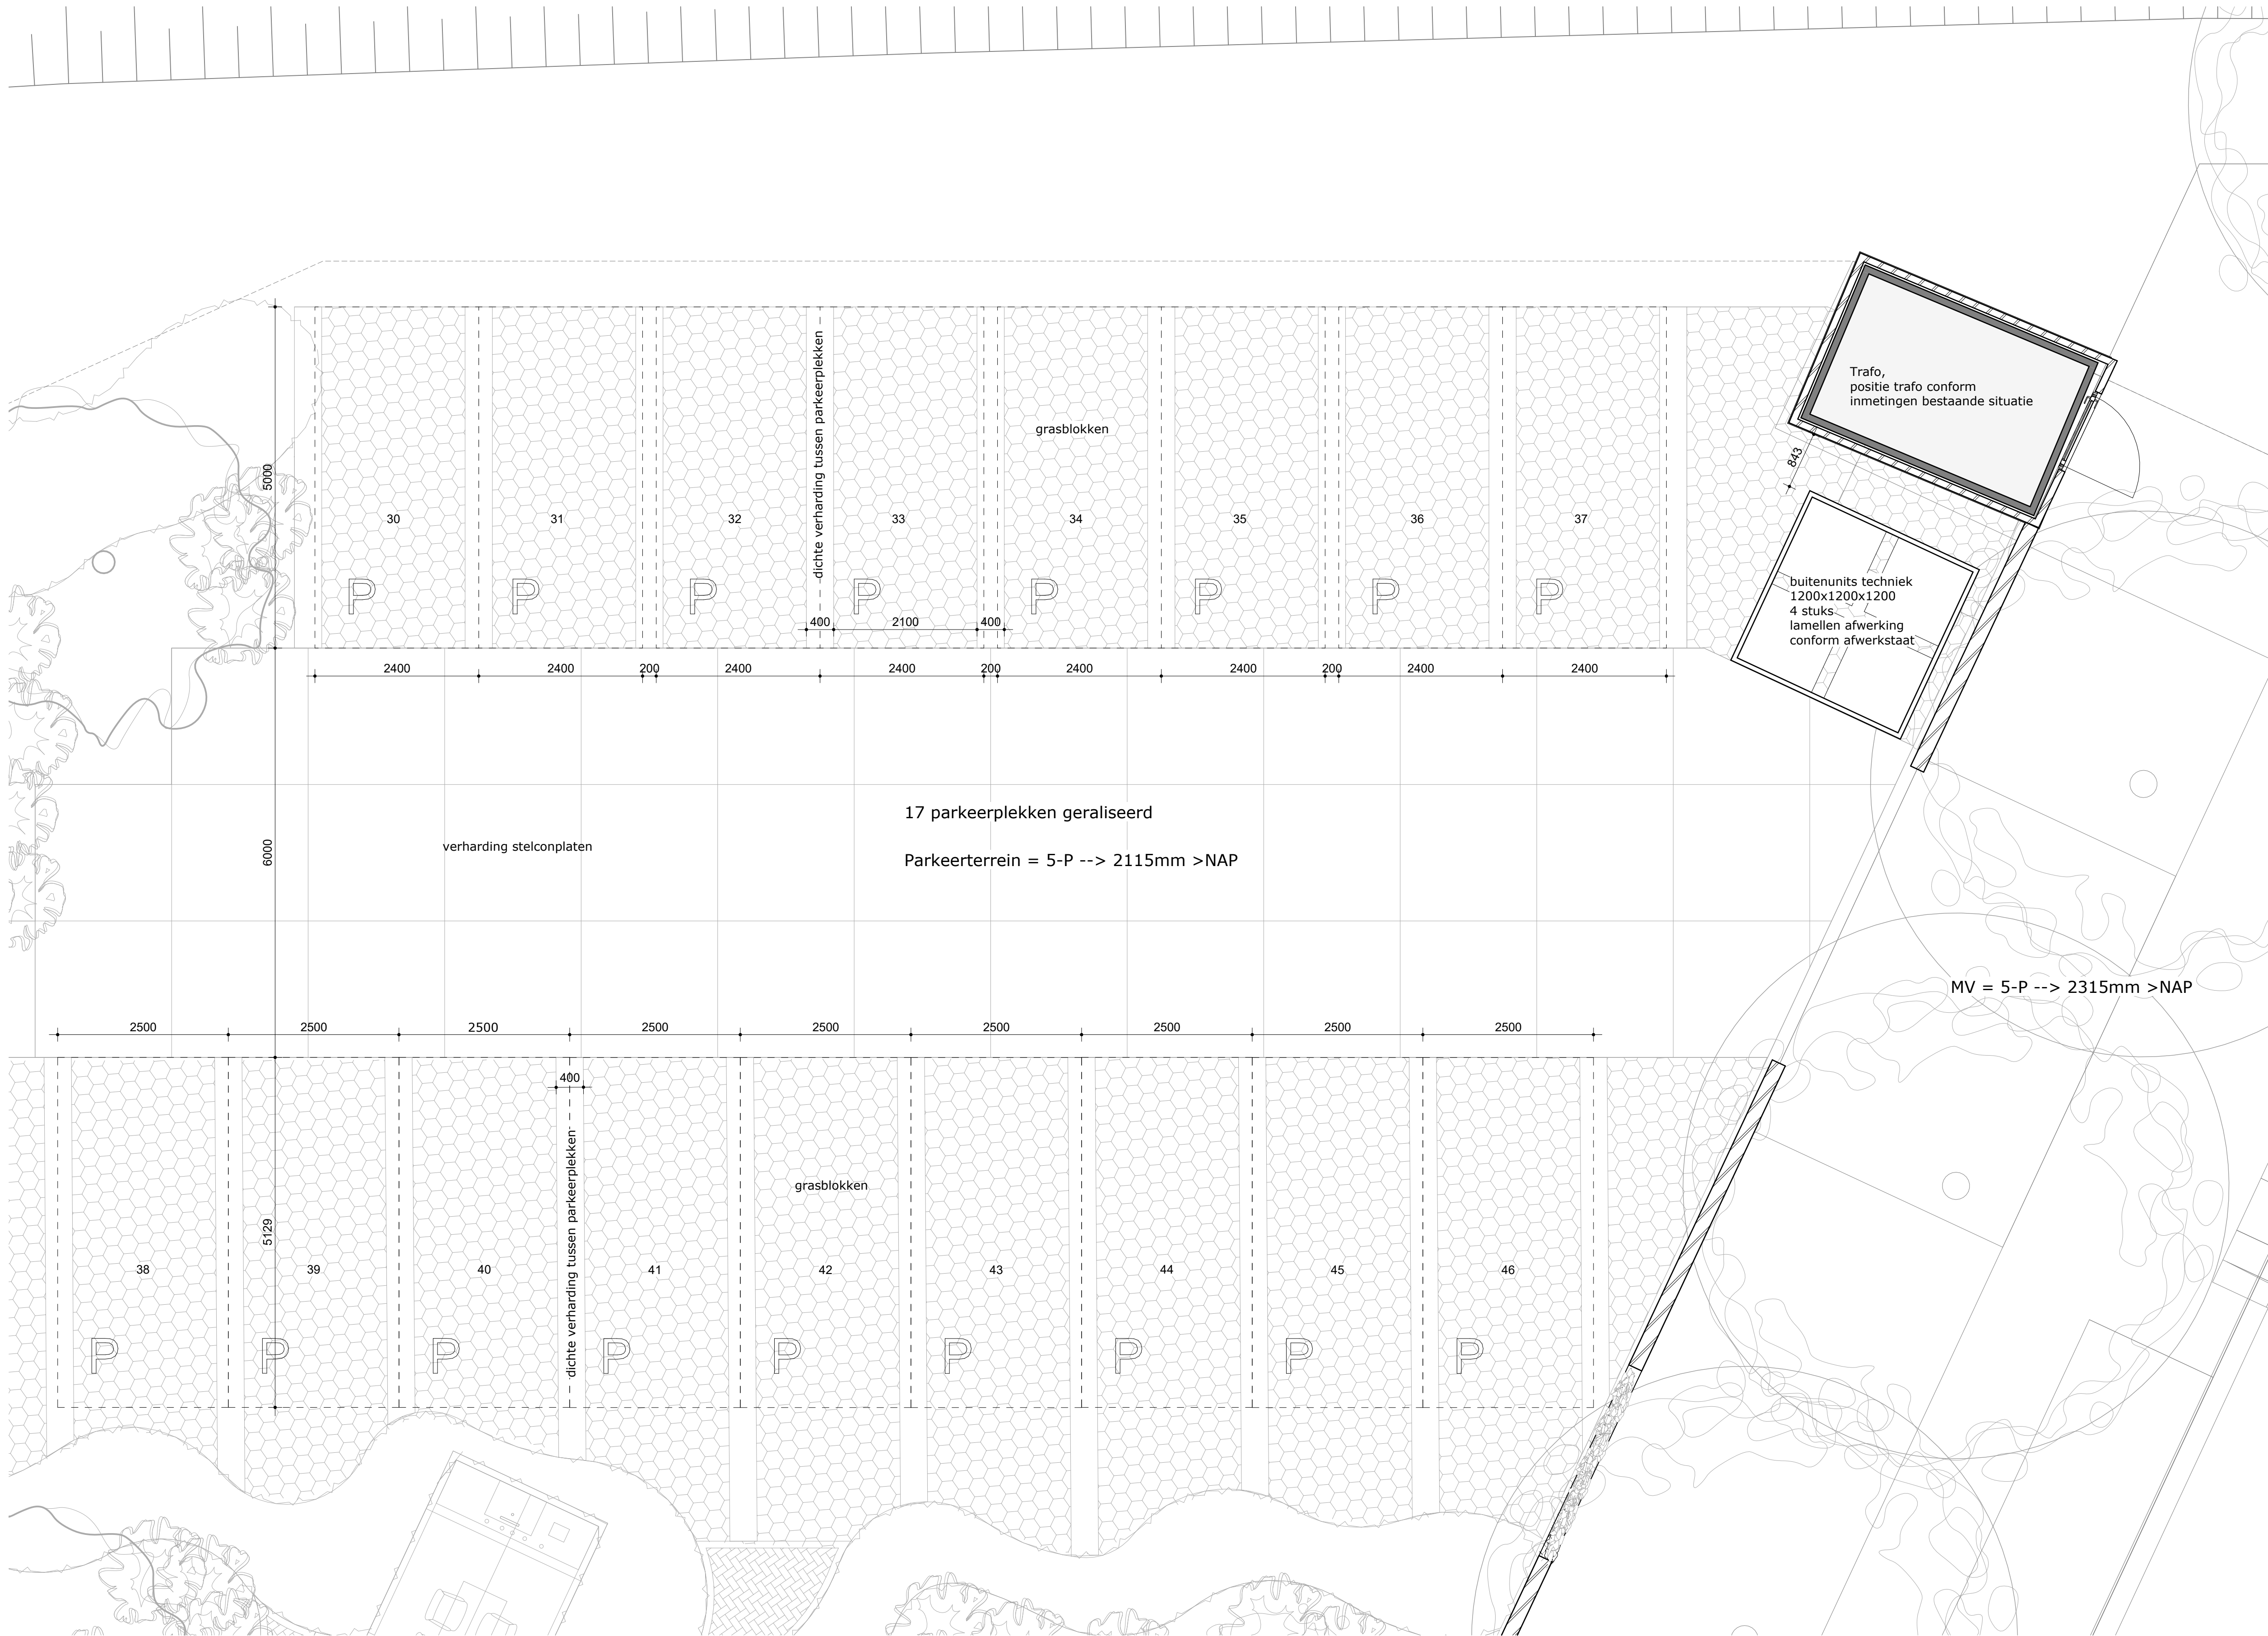 Trafo,
positie trafo conform
inmetingen bestaande situatie
dichte verharding tussen parkeerplekken
grasblokken
843
5000
30
31
32
33
34
35
36
37
buitenunits techniek
1200x1200x1200
4 stuks
lamellen afwerking
conform afwerkstaat
P
P
P
P
P
P
P
P
400
2100
400
2400
2400
200
2400
2400
200
2400
2400
200
2400
2400
17 parkeerplekken geraliseerd
verharding stelconplaten
6000
Parkeerterrein = 5-P --> 2115mm >NAP
MV = 5-P --> 2315mm >NAP
2500
2500
2500
2500
2500
2500
2500
2500
2500
400
dichte verharding tussen parkeerplekken
grasblokken
5129
38
39
40
41
42
43
44
45
46
P
P
P
P
P
P
P
P
P